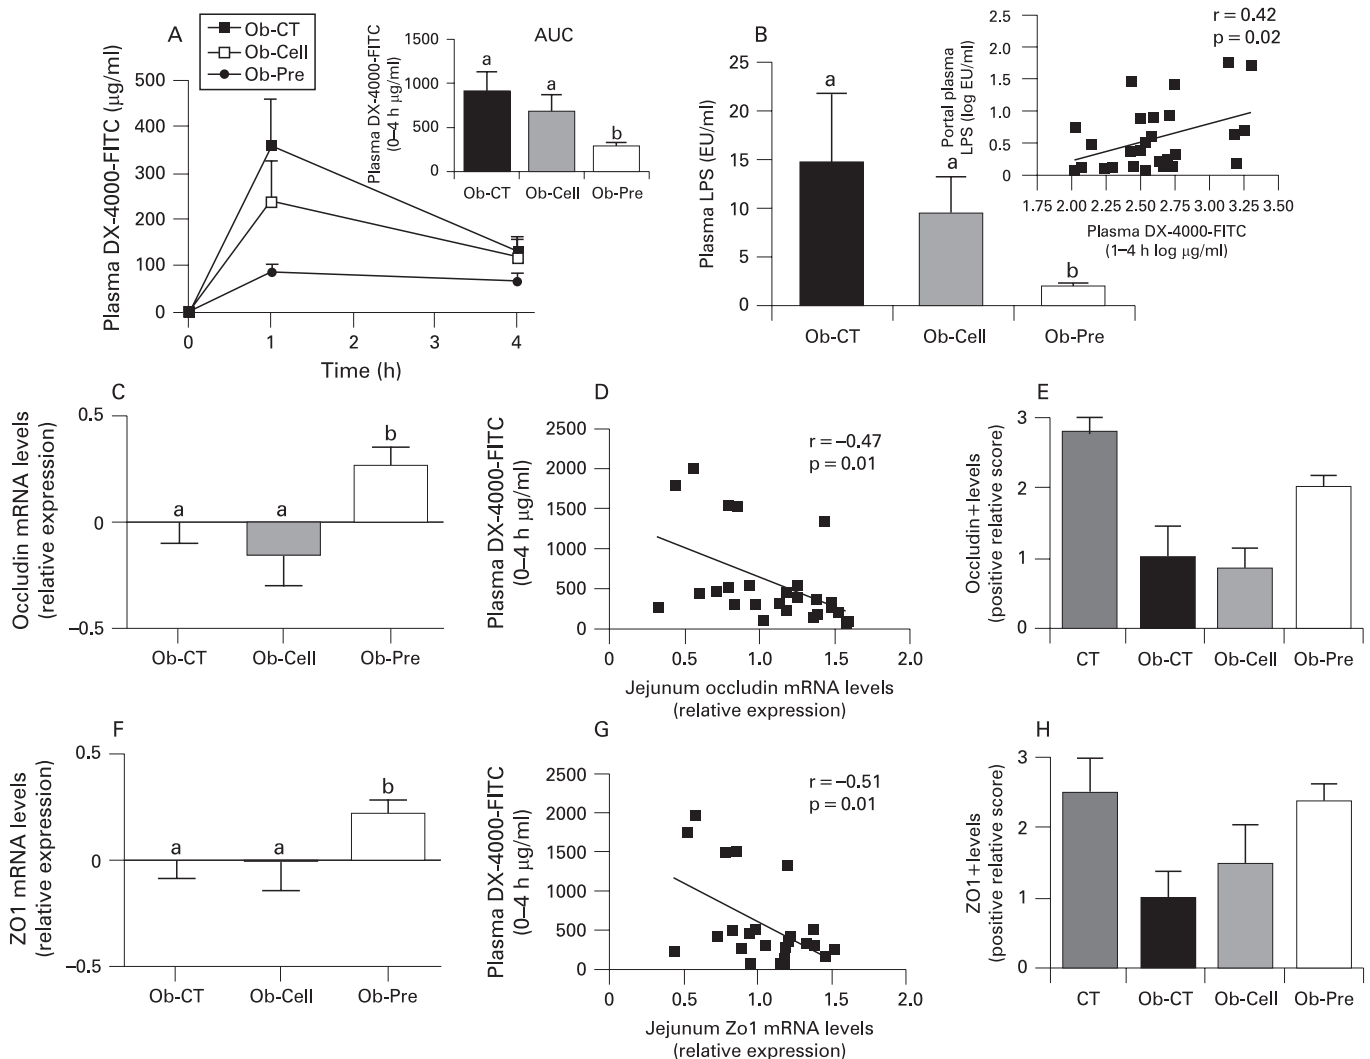 A
Ob-CT
Ob-Cell
Ob-Pre
Plasma DX-4000-FITC (µg/ml)
500
400
300
200
100
0
0
1
2
3
4
Time (h)
AUC
Plasma DX-4000-FITC
(0–4 h µg/ml)
1500
1000
500
0
a
a
b
Ob-CT
Ob-Cell
Ob-Pre
B
Plasma LPS (EU/ml)
25
20
15
10
5
0
a
a
b
Ob-CT
Ob-Cell
Ob-Pre
Portal plasma
LPS (log EU/ml)
2.5
2.0
1.5
1.0
0.5
0
r = 0.42
p = 0.02
1.75
2.00
2.25
2.50
2.75
3.00
3.25
3.50
Plasma DX-4000-FITC
(1–4 h log µg/ml)
C
Occludin mRNA levels
(relative expression)
0.5
0
–0.5
a
a
b
Ob-CT
Ob-Cell
Ob-Pre
D
Plasma DX-4000-FITC
(0–4 h µg/ml)
2500
2000
1500
1000
500
0
r = –0.47
p = 0.01
0
0.5
1.0
1.5
2.0
Jejunum occludin mRNA levels
(relative expression)
E
Occludin+levels
(positive relative score)
3
2
1
0
CT
Ob-CT
Ob-Cell
Ob-Pre
F
ZO1 mRNA levels
(relative expression)
0.5
0
–0.5
a
a
b
Ob-CT
Ob-Cell
Ob-Pre
G
Plasma DX-4000-FITC
(0–4 h µg/ml)
2500
2000
1500
1000
500
0
r = –0.51
p = 0.01
0
0.5
1.0
1.5
2.0
Jejunum Zo1 mRNA levels
(relative expression)
H
ZO1+levels
(positive relative score)
3
2
1
0
CT
Ob-CT
Ob-Cell
Ob-Pre